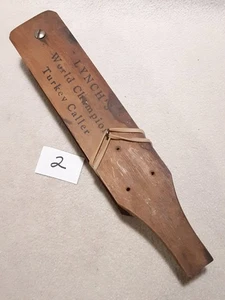 LYNCH
World Champion
Turkey Caller
2